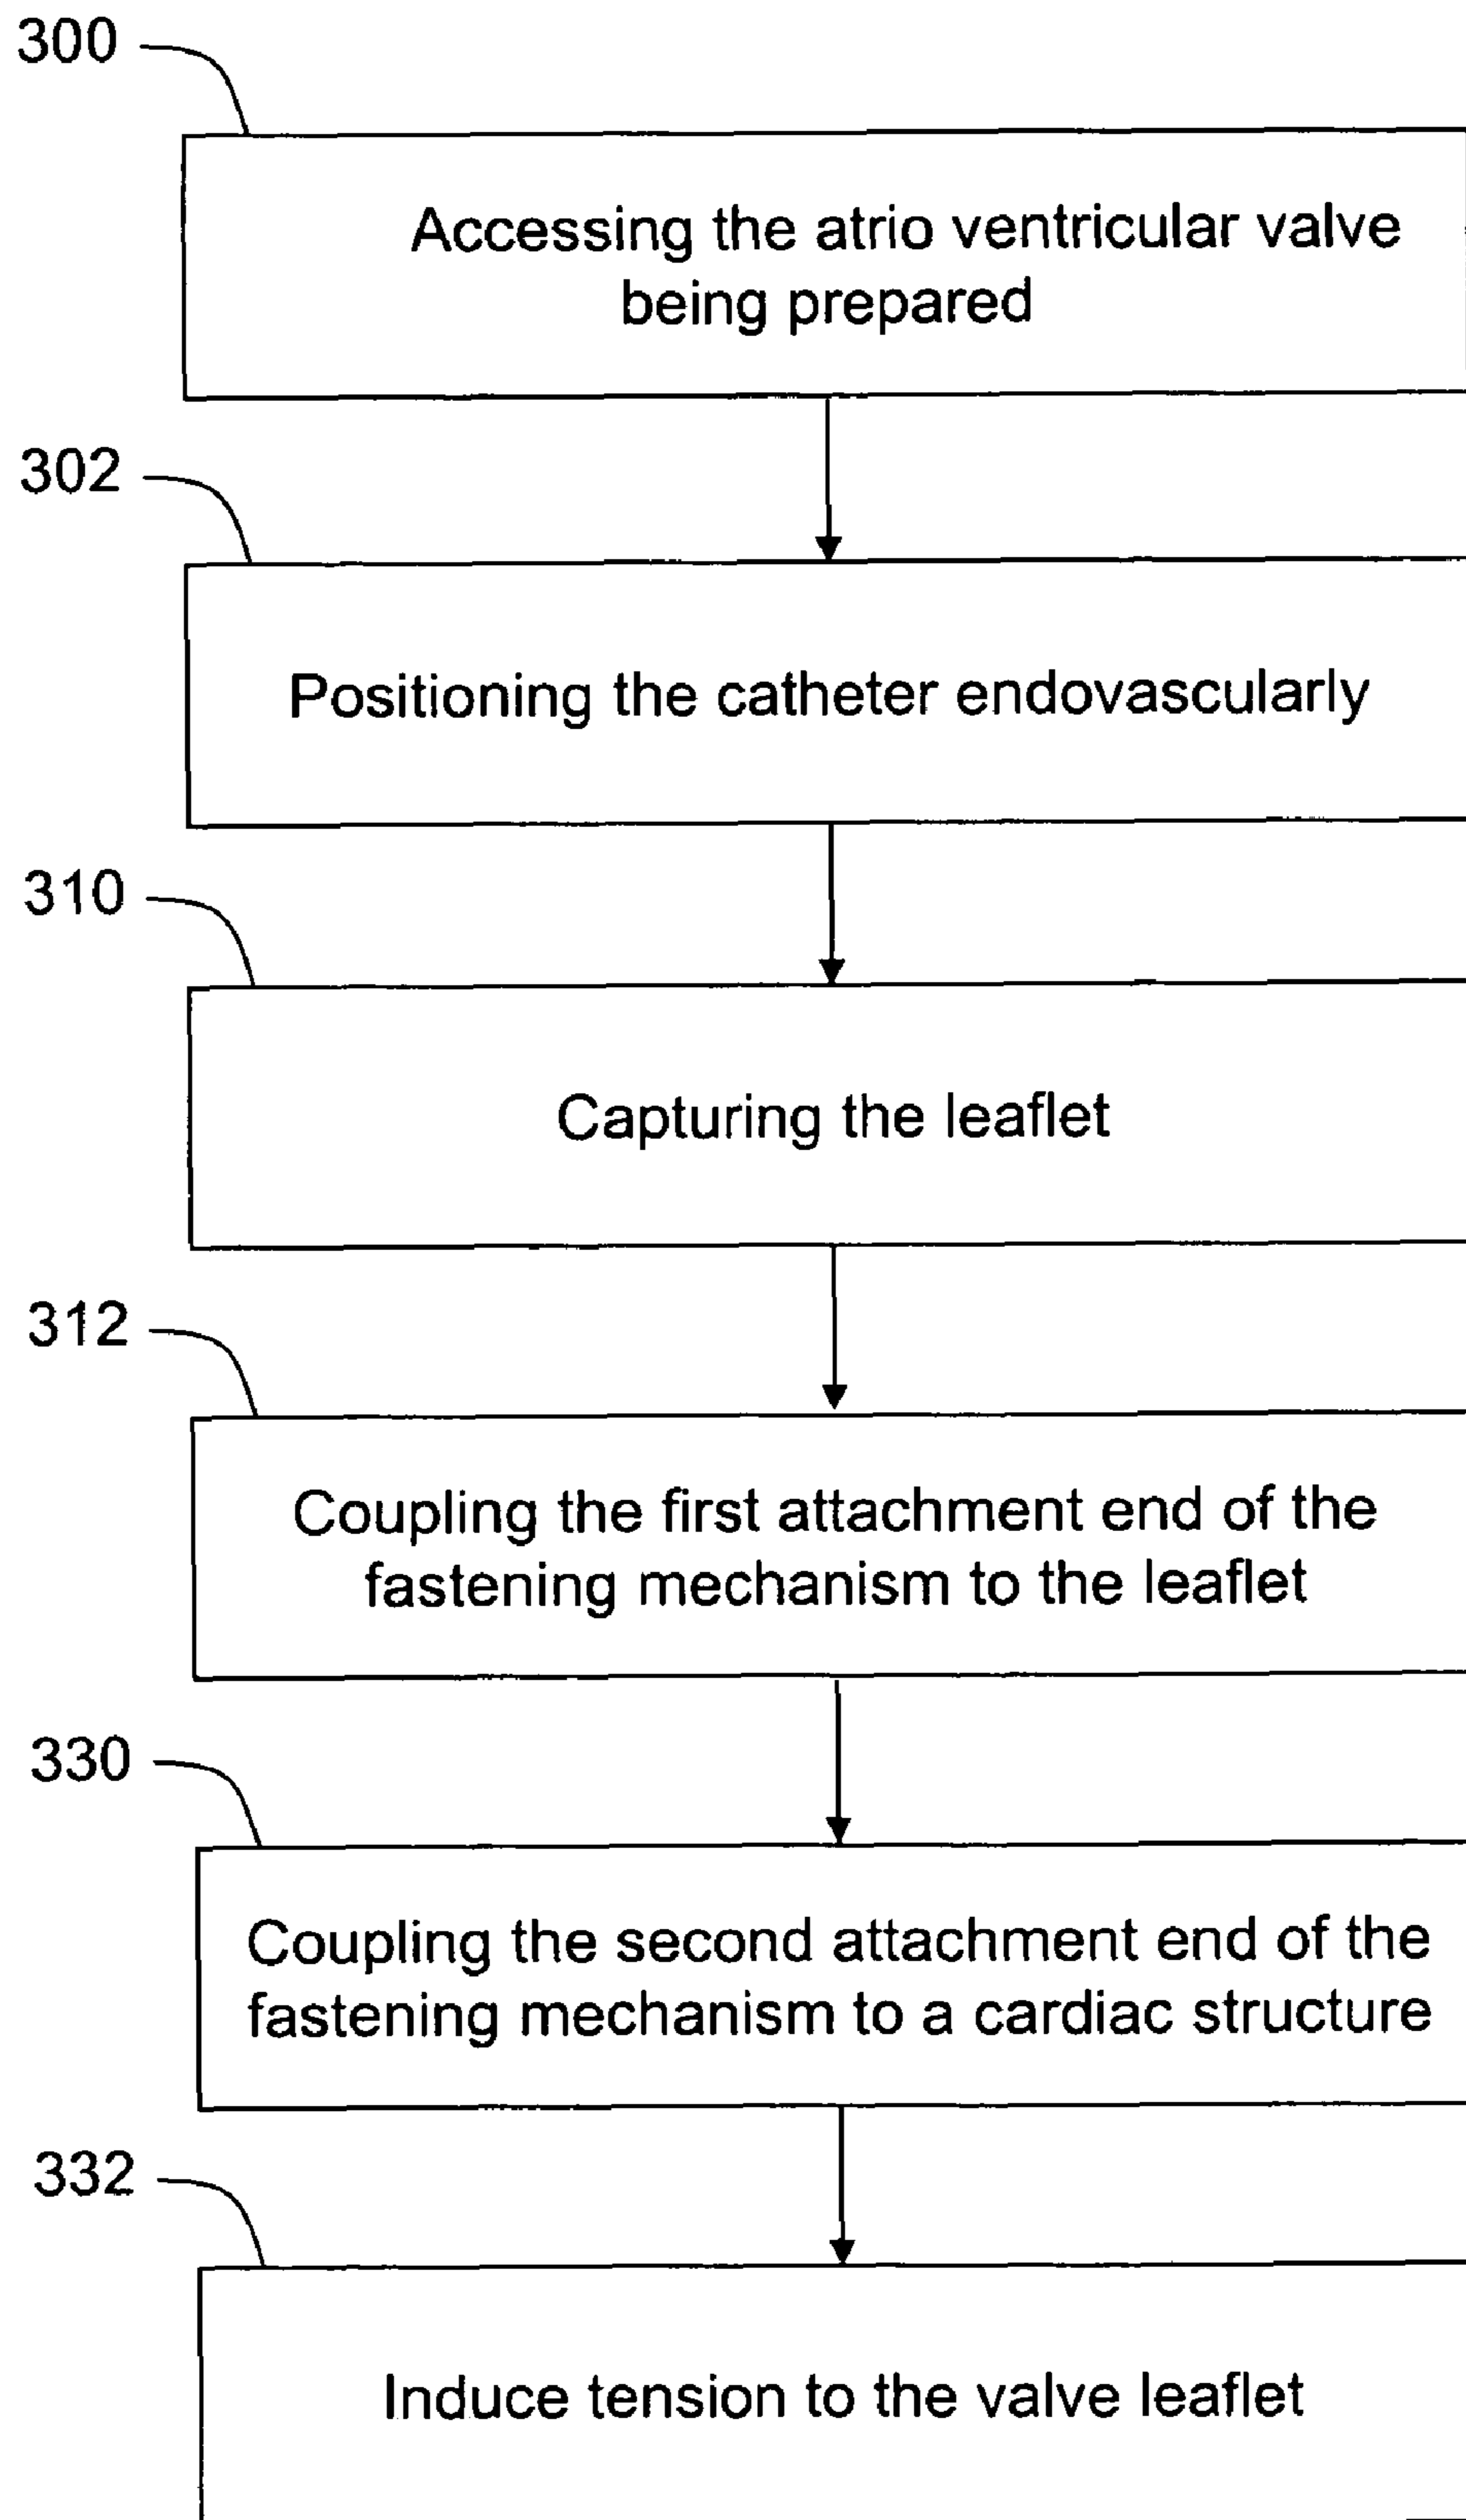 300
Accessing the atrio ventricular valve
being prepared
302
Positioning the catheter endovascularly
310
Capturing the leaflet
312
Coupling the first attachment end of the
fastening mechanism to the leaflet
330
Coupling the second attachment end of the
fastening mechanism to a cardiac structure
332
Induce tension to the valve leaflet